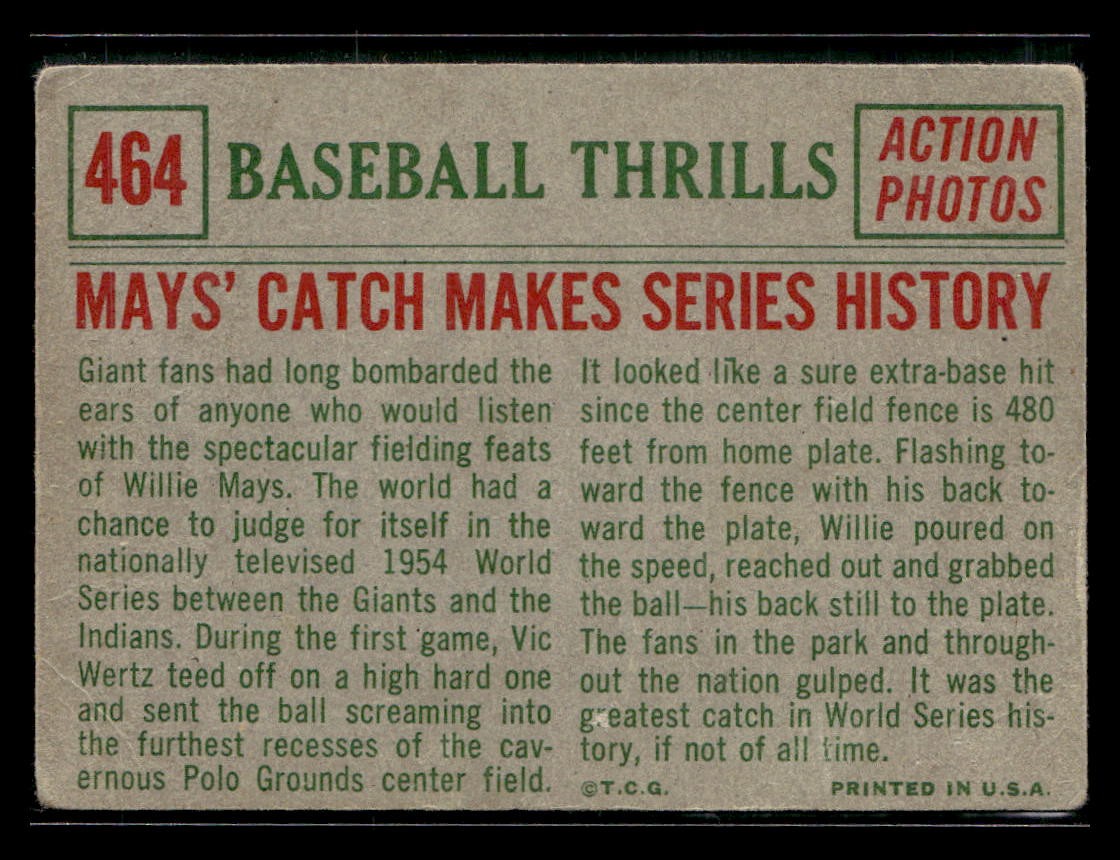 464
BASEBALL THRILLS
ACTION
PHOTOS
MAYS' CATCH MAKES SERIES HISTORY
Giant fans had long bombarded the
ears of anyone who would listen
with the spectacular fielding feats
of Willie Mays. The world had a
chance to judge for itself in the
nationally televised 1954 World
Series between the Giants and the
Indians. During the first game, Vic
Wertz teed off on a high hard one
and sent the ball screaming into
the furthest recesses of the cav-
ernous Polo Grounds center field.
It looked like a sure extra-base hit
since the center field fence is 480
feet from home plate. Flashing to-
ward the fence with his back to-
ward the plate, Willie poured on
the speed, reached out and grabbed
the ball—his back still to the plate.
The fans in the park and through-
out the nation gulped. It was the
greatest catch in World Series his-
tory, if not of all time.
©T.C.G.
PRINTED IN U.S.A.